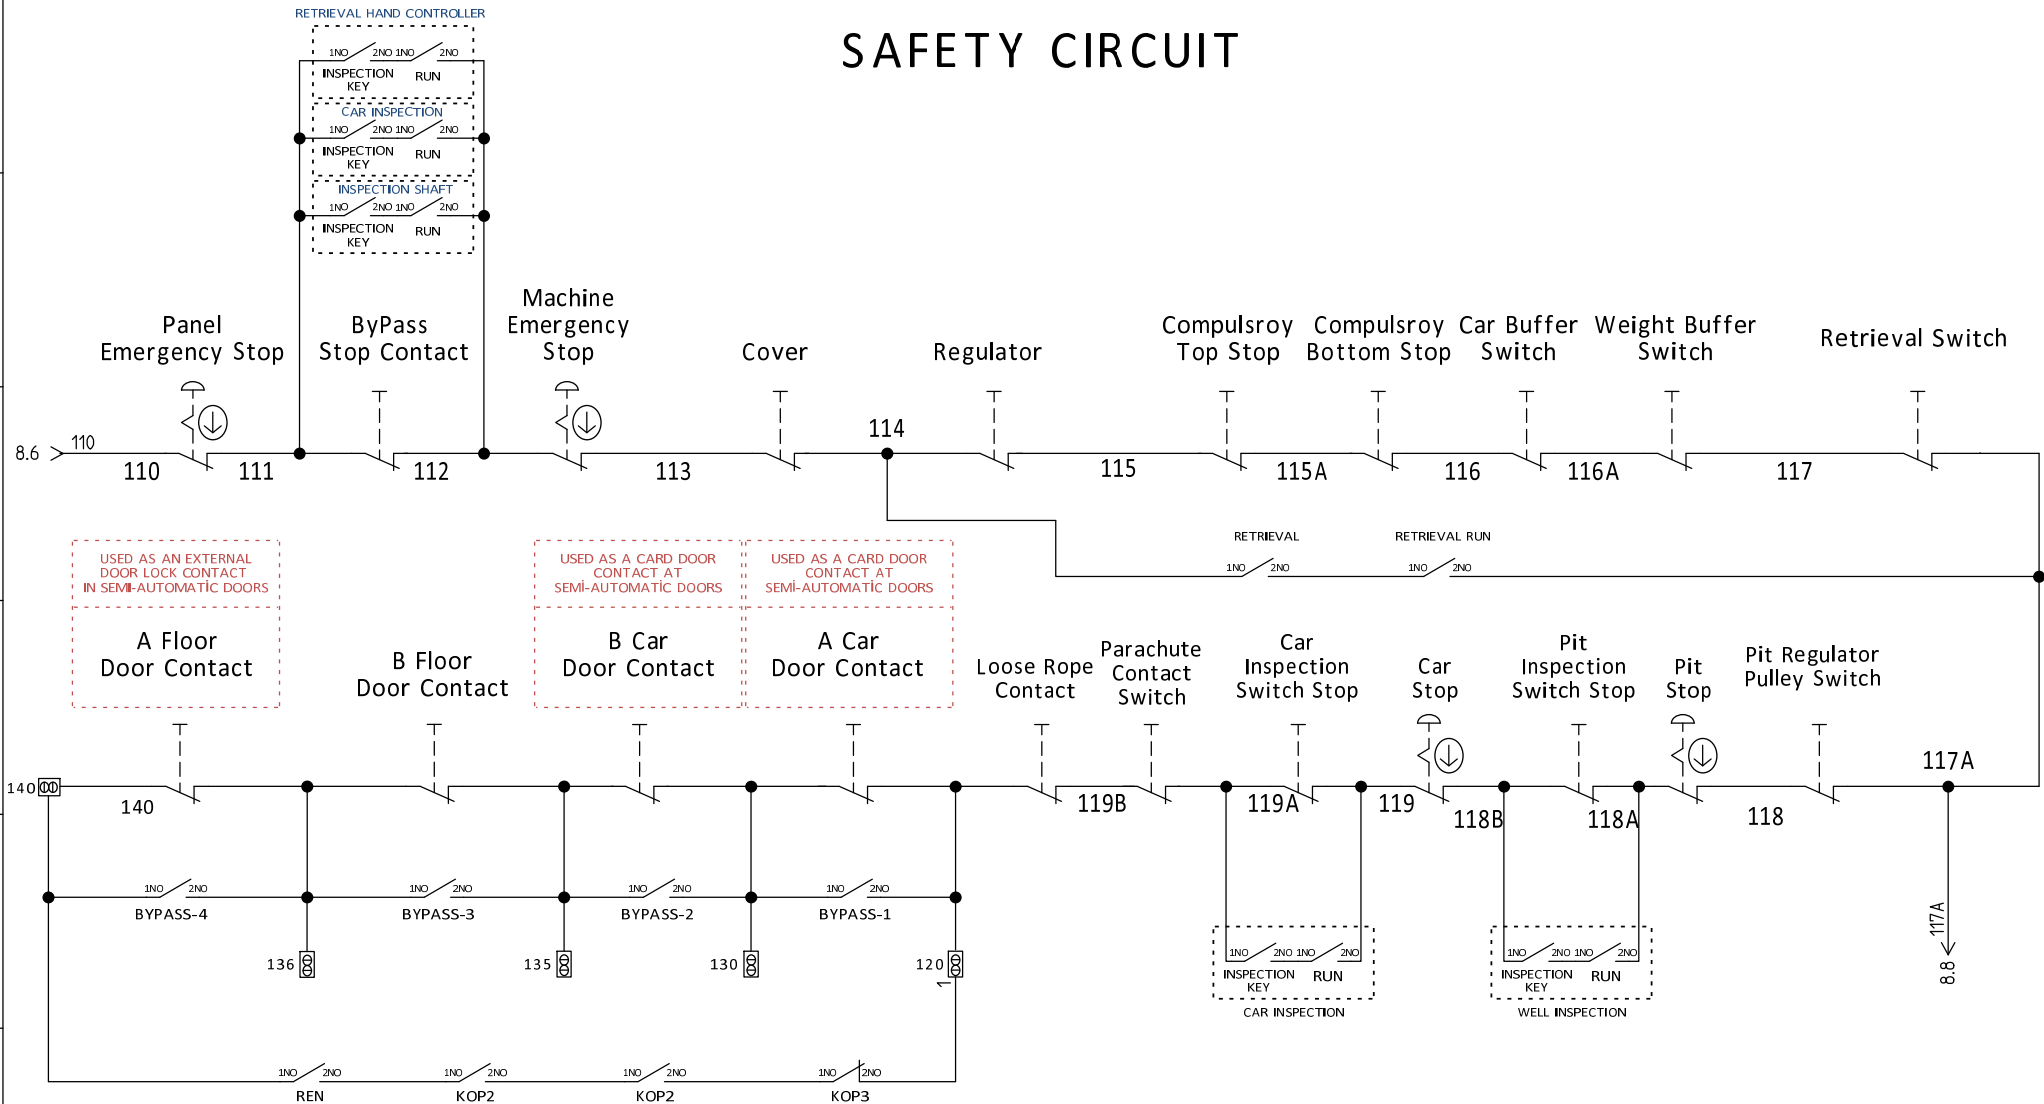 SAFETY CIRCUIT
RETRIEVAL HAND CONTROLLER
1NO 2NO 1NO 2NO
INSPECTION KEY RUN
CAR INSPECTION
1NO 2NO 1NO 2NO
INSPECTION KEY RUN
INSPECTION SHAFT
1NO 2NO 1NO 2NO
INSPECTION KEY RUN
Panel
Emergency Stop
ByPass
Stop Contact
Machine
Emergency
Stop
Cover
Regulator
Compulsroy
Top Stop
Compulsroy
Bottom Stop
Car Buffer
Switch
Weight Buffer
Switch
Retrieval Switch
8.6 110
110 111 112 113 114 115 115A 116 116A 117
RETRIEVAL
1NO 2NO
RETRIEVAL RUN
1NO 2NO
USED AS AN EXTERNAL
DOOR LOCK CONTACT
IN SEMI-AUTOMATİC DOORS
A Floor
Door Contact
B Floor
Door Contact
USED AS A CARD DOOR
CONTACT AT
SEMİ-AUTOMATİC DOORS
B Car
Door Contact
USED AS A CARD DOOR
CONTACT AT
SEMİ-AUTOMATİC DOORS
A Car
Door Contact
Loose Rope
Contact
Parachute
Contact
Switch
Car
Inspection
Switch Stop
Car
Stop
Pit
Inspection
Switch Stop
Pit
Stop
Pit Regulator
Pulley Switch
140 140 119B 119A 119 118B 118A 118 117A
1NO 2NO
BYPASS-4
1NO 2NO
BYPASS-3
1NO 2NO
BYPASS-2
1NO 2NO
BYPASS-1
136 135 130 120
1
1NO 2NO 1NO 2NO
INSPECTION KEY RUN
CAR INSPECTION
1NO 2NO 1NO 2NO
INSPECTION KEY RUN
WELL INSPECTION
117A
8.8
1NO 2NO
REN
1NO 2NO
KOP2
1NO 2NO
KOP2
1NO 2NO
KOP3